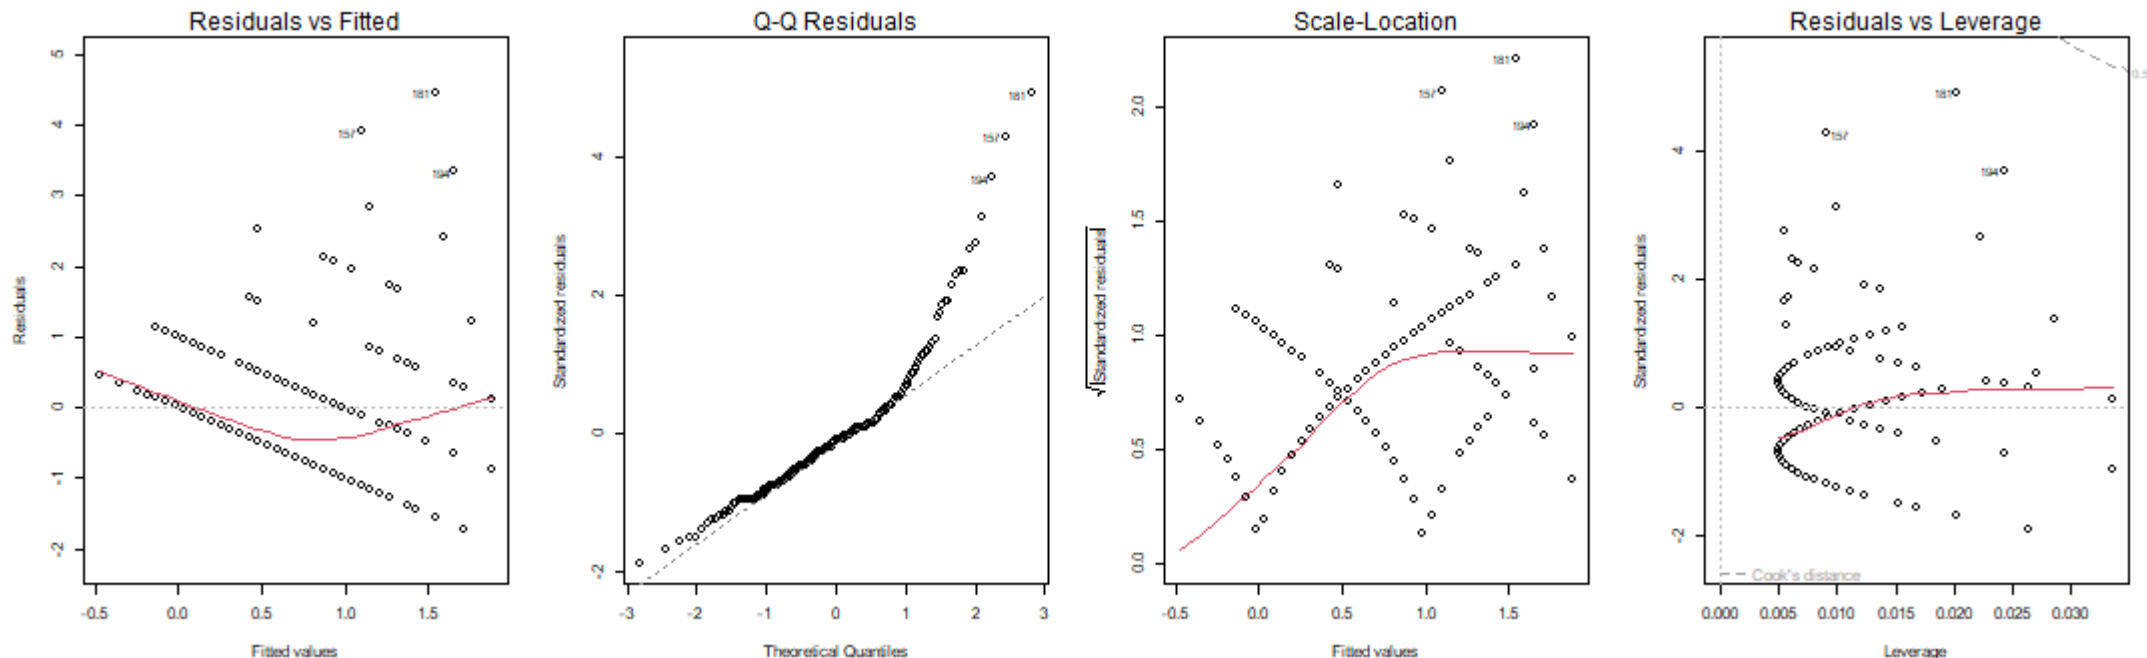 Residuals vs Fitted
Residuals
5
4
3
2
1
0
-1
-2
181
157
194
-0.5 0.0 0.5 1.0 1.5
Fitted values
Q-Q Residuals
Standardized residuals
4
2
0
-2
181
157
194
-3 -2 -1 0 1 2 3
Theoretical Quantiles
Scale-Location
√|Standardized residuals|
2.0
1.5
1.0
0.5
0.0
181
157
194
-0.5 0.0 0.5 1.0 1.5
Fitted values
Residuals vs Leverage
Standardized residuals
4
2
0
-2
0.5
181
157
194
Cook's distance
0.000 0.005 0.010 0.015 0.020 0.025 0.030
Leverage